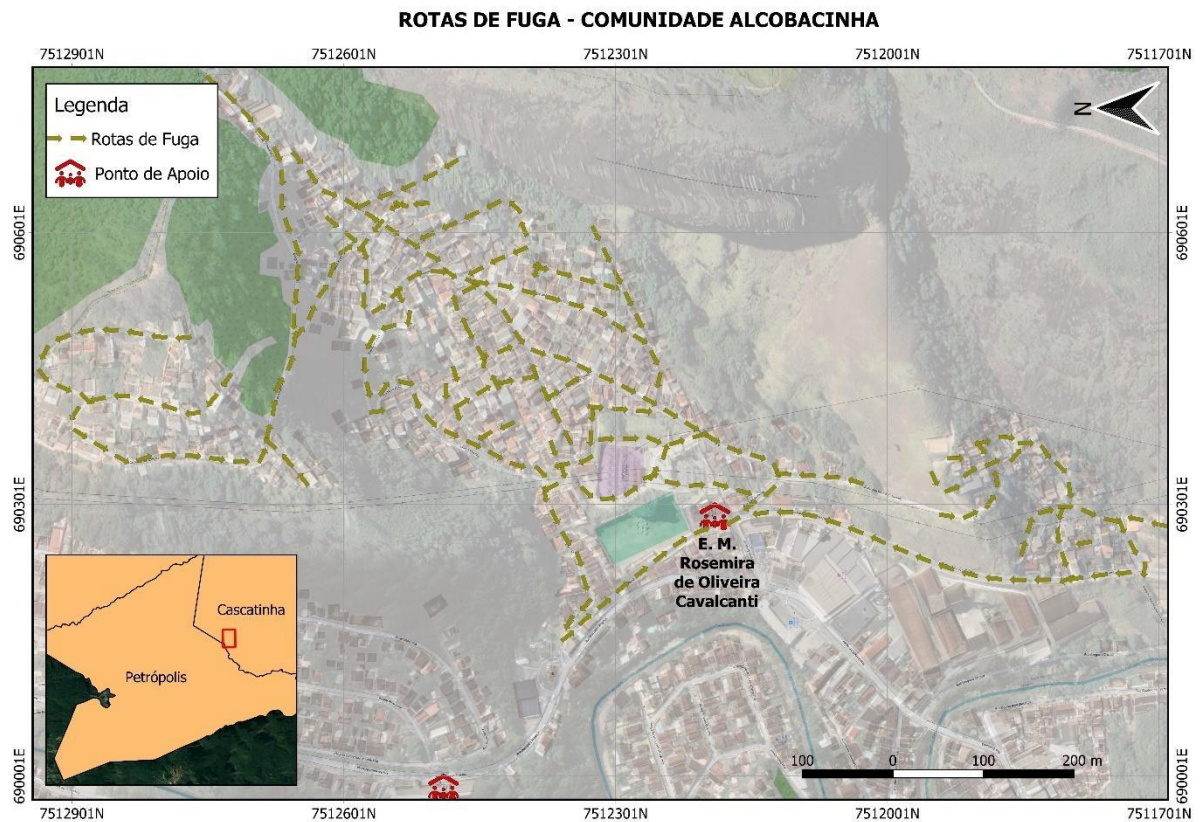 ROTAS DE FUGA - COMUNIDADE ALCOBACINHA
7512901N
7512601N
7512301N
7512001N
7511701N
Legenda
Rotas de Fuga
Ponto de Apoio
N
690601E
690601E
690301E
690301E
E. M.
Rosemira
de Oliveira
Cavalcanti
Cascatinha
Petrópolis
100
0
100
200 m
690001E
690001E
7512901N
7512601N
7512301N
7512001N
7511701N